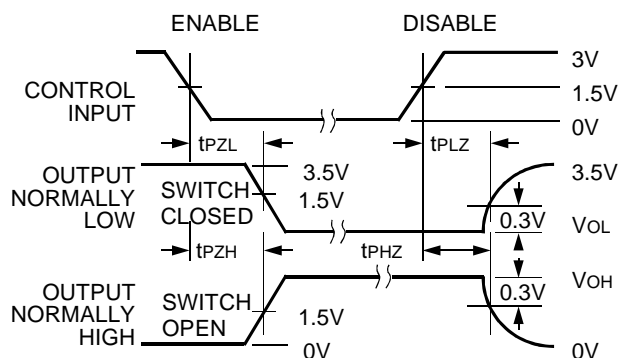 ENABLE DISABLE
3V
CONTROL
INPUT
1.5V
0V
tPZL tPLZ
OUTPUT
NORMALLY
LOW
SWITCH
CLOSED
3.5V
1.5V
3.5V
0.3V
VOL
tPZH tPHZ
VOH
0.3V
OUTPUT
NORMALLY
HIGH
SWITCH
OPEN
1.5V
0V
0V